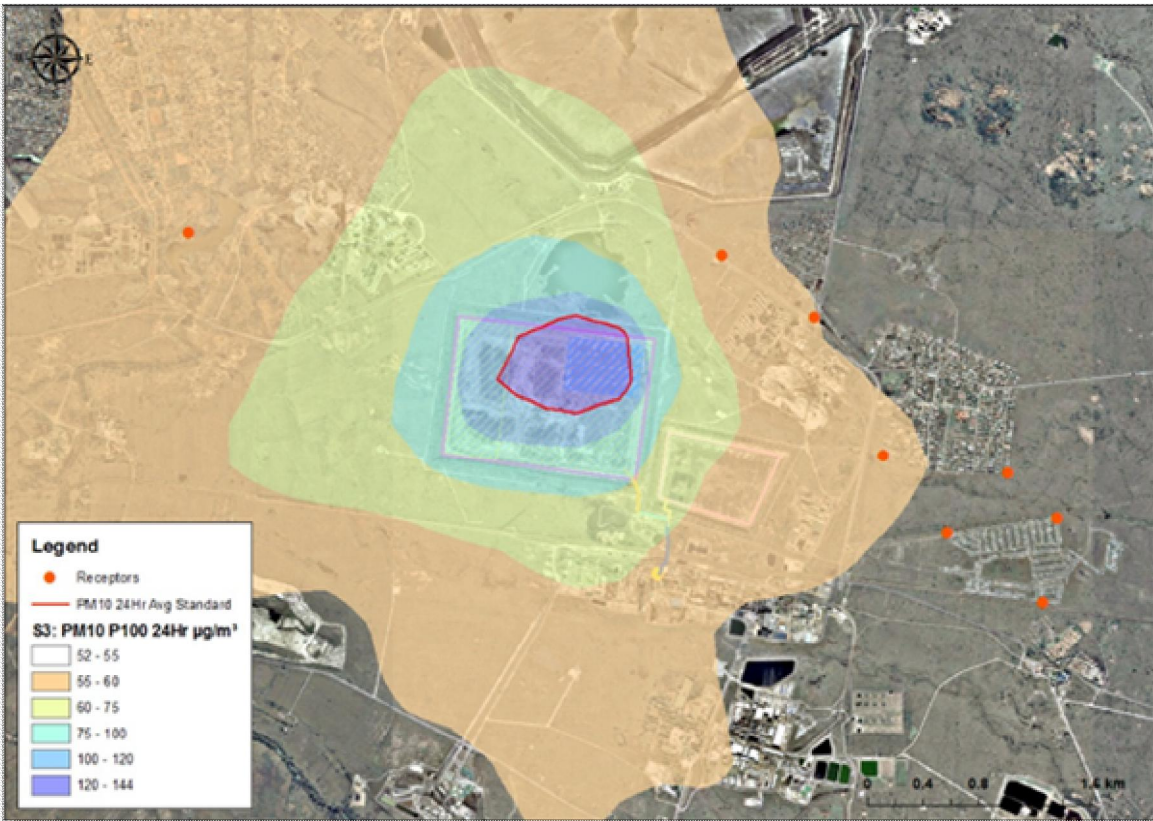 E
Legend
Receptors
PM10 24Hr Avg Standard
S3: PM10 P100 24Hr µg/m³
52 - 55
55 - 60
60 - 75
75 - 100
100 - 120
120 - 144
0 0.4 0.8 1.6 km